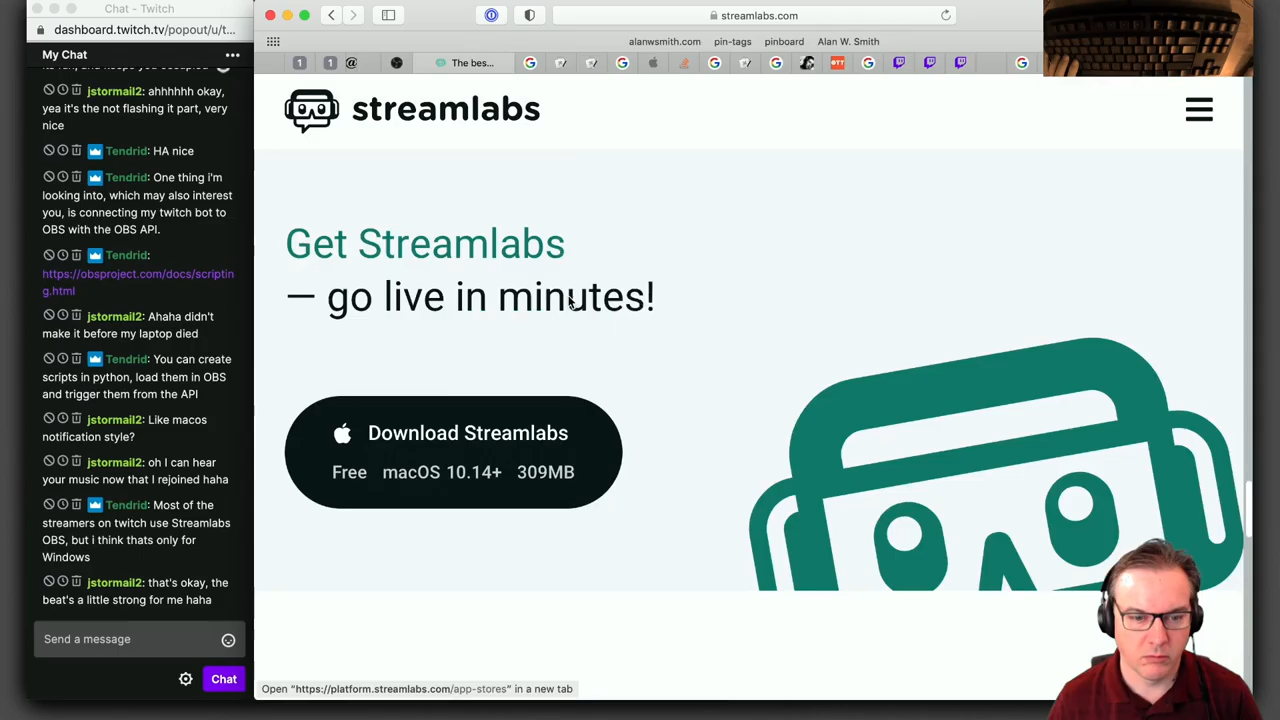 Chat - Twitch
dashboard.twitch.tv/popout/u/t...
My Chat
jstormail2: ahhhhhh okay,
yea it's the not flashing it part, very
nice
Tendrid: HA nice
Tendrid: One thing i'm
looking into, which may also interest
you, is connecting my twitch bot to
OBS with the OBS API.
Tendrid:
https://obsproject.com/docs/scriptin
g.html
jstormail2: Ahaha didn't
make it before my laptop died
Tendrid: You can create
scripts in python, load them in OBS
and trigger them from the API
jstormail2: Like macos
notification style?
jstormail2: oh I can hear
your music now that I rejoined haha
Tendrid: Most of the
streamers on twitch use Streamlabs
OBS, but i think thats only for
Windows
jstormail2: that's okay, the
beat's a little strong for me haha
Send a message
Chat
streamlabs.com
alanwsmith.com pin-tags pinboard Alan W. Smith
1 1 @ The bes... OTT
streamlabs
Get Streamlabs
— go live in minutes!
Download Streamlabs
Free macOS 10.14+ 309MB
Open "https://platform.streamlabs.com/app-stores" in a new tab